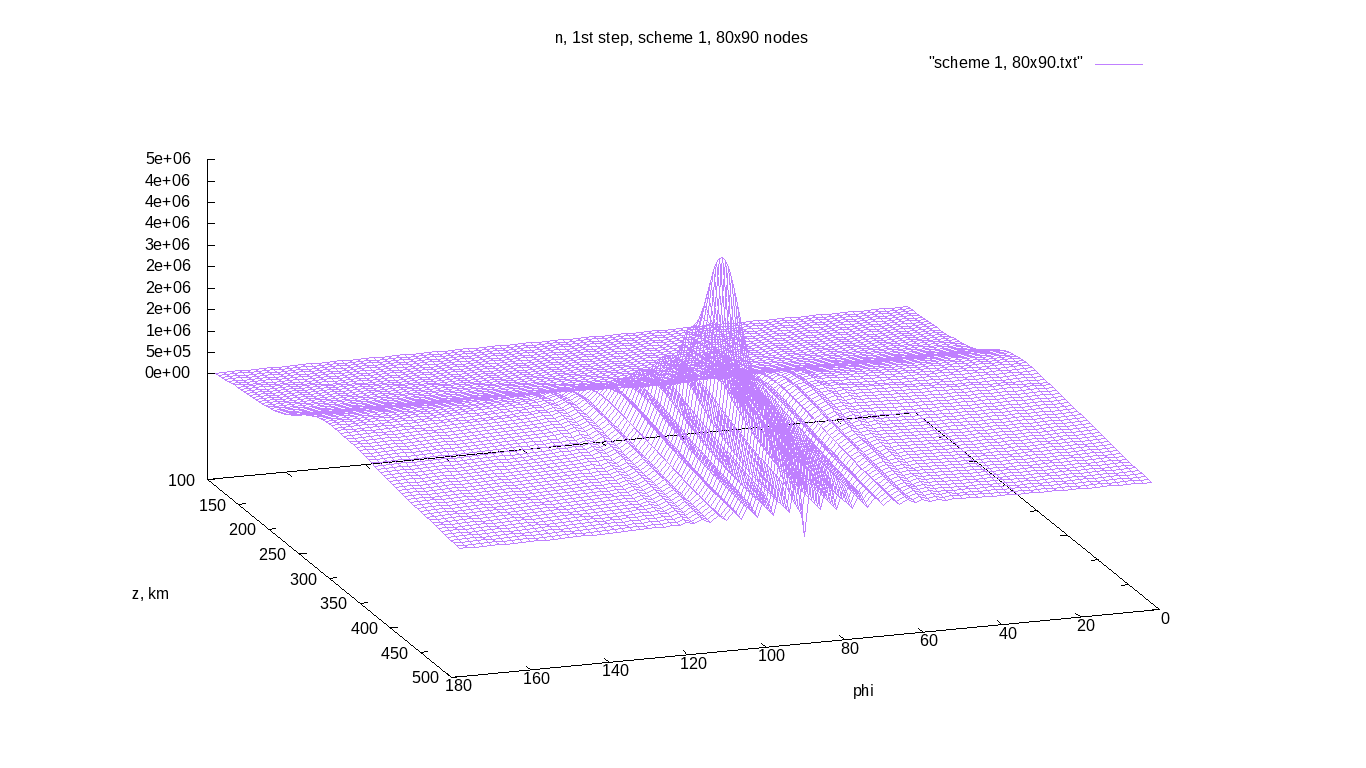 n, 1st step, scheme 1, 80x90 nodes
"scheme 1, 80x90.txt"
5e+06
4e+06
4e+06
4e+06
3e+06
2e+06
2e+06
2e+06
1e+06
5e+05
0e+00
100
150
200
250
300
350
400
450
500
z, km
180
160
140
120
100
80
60
40
20
0
phi